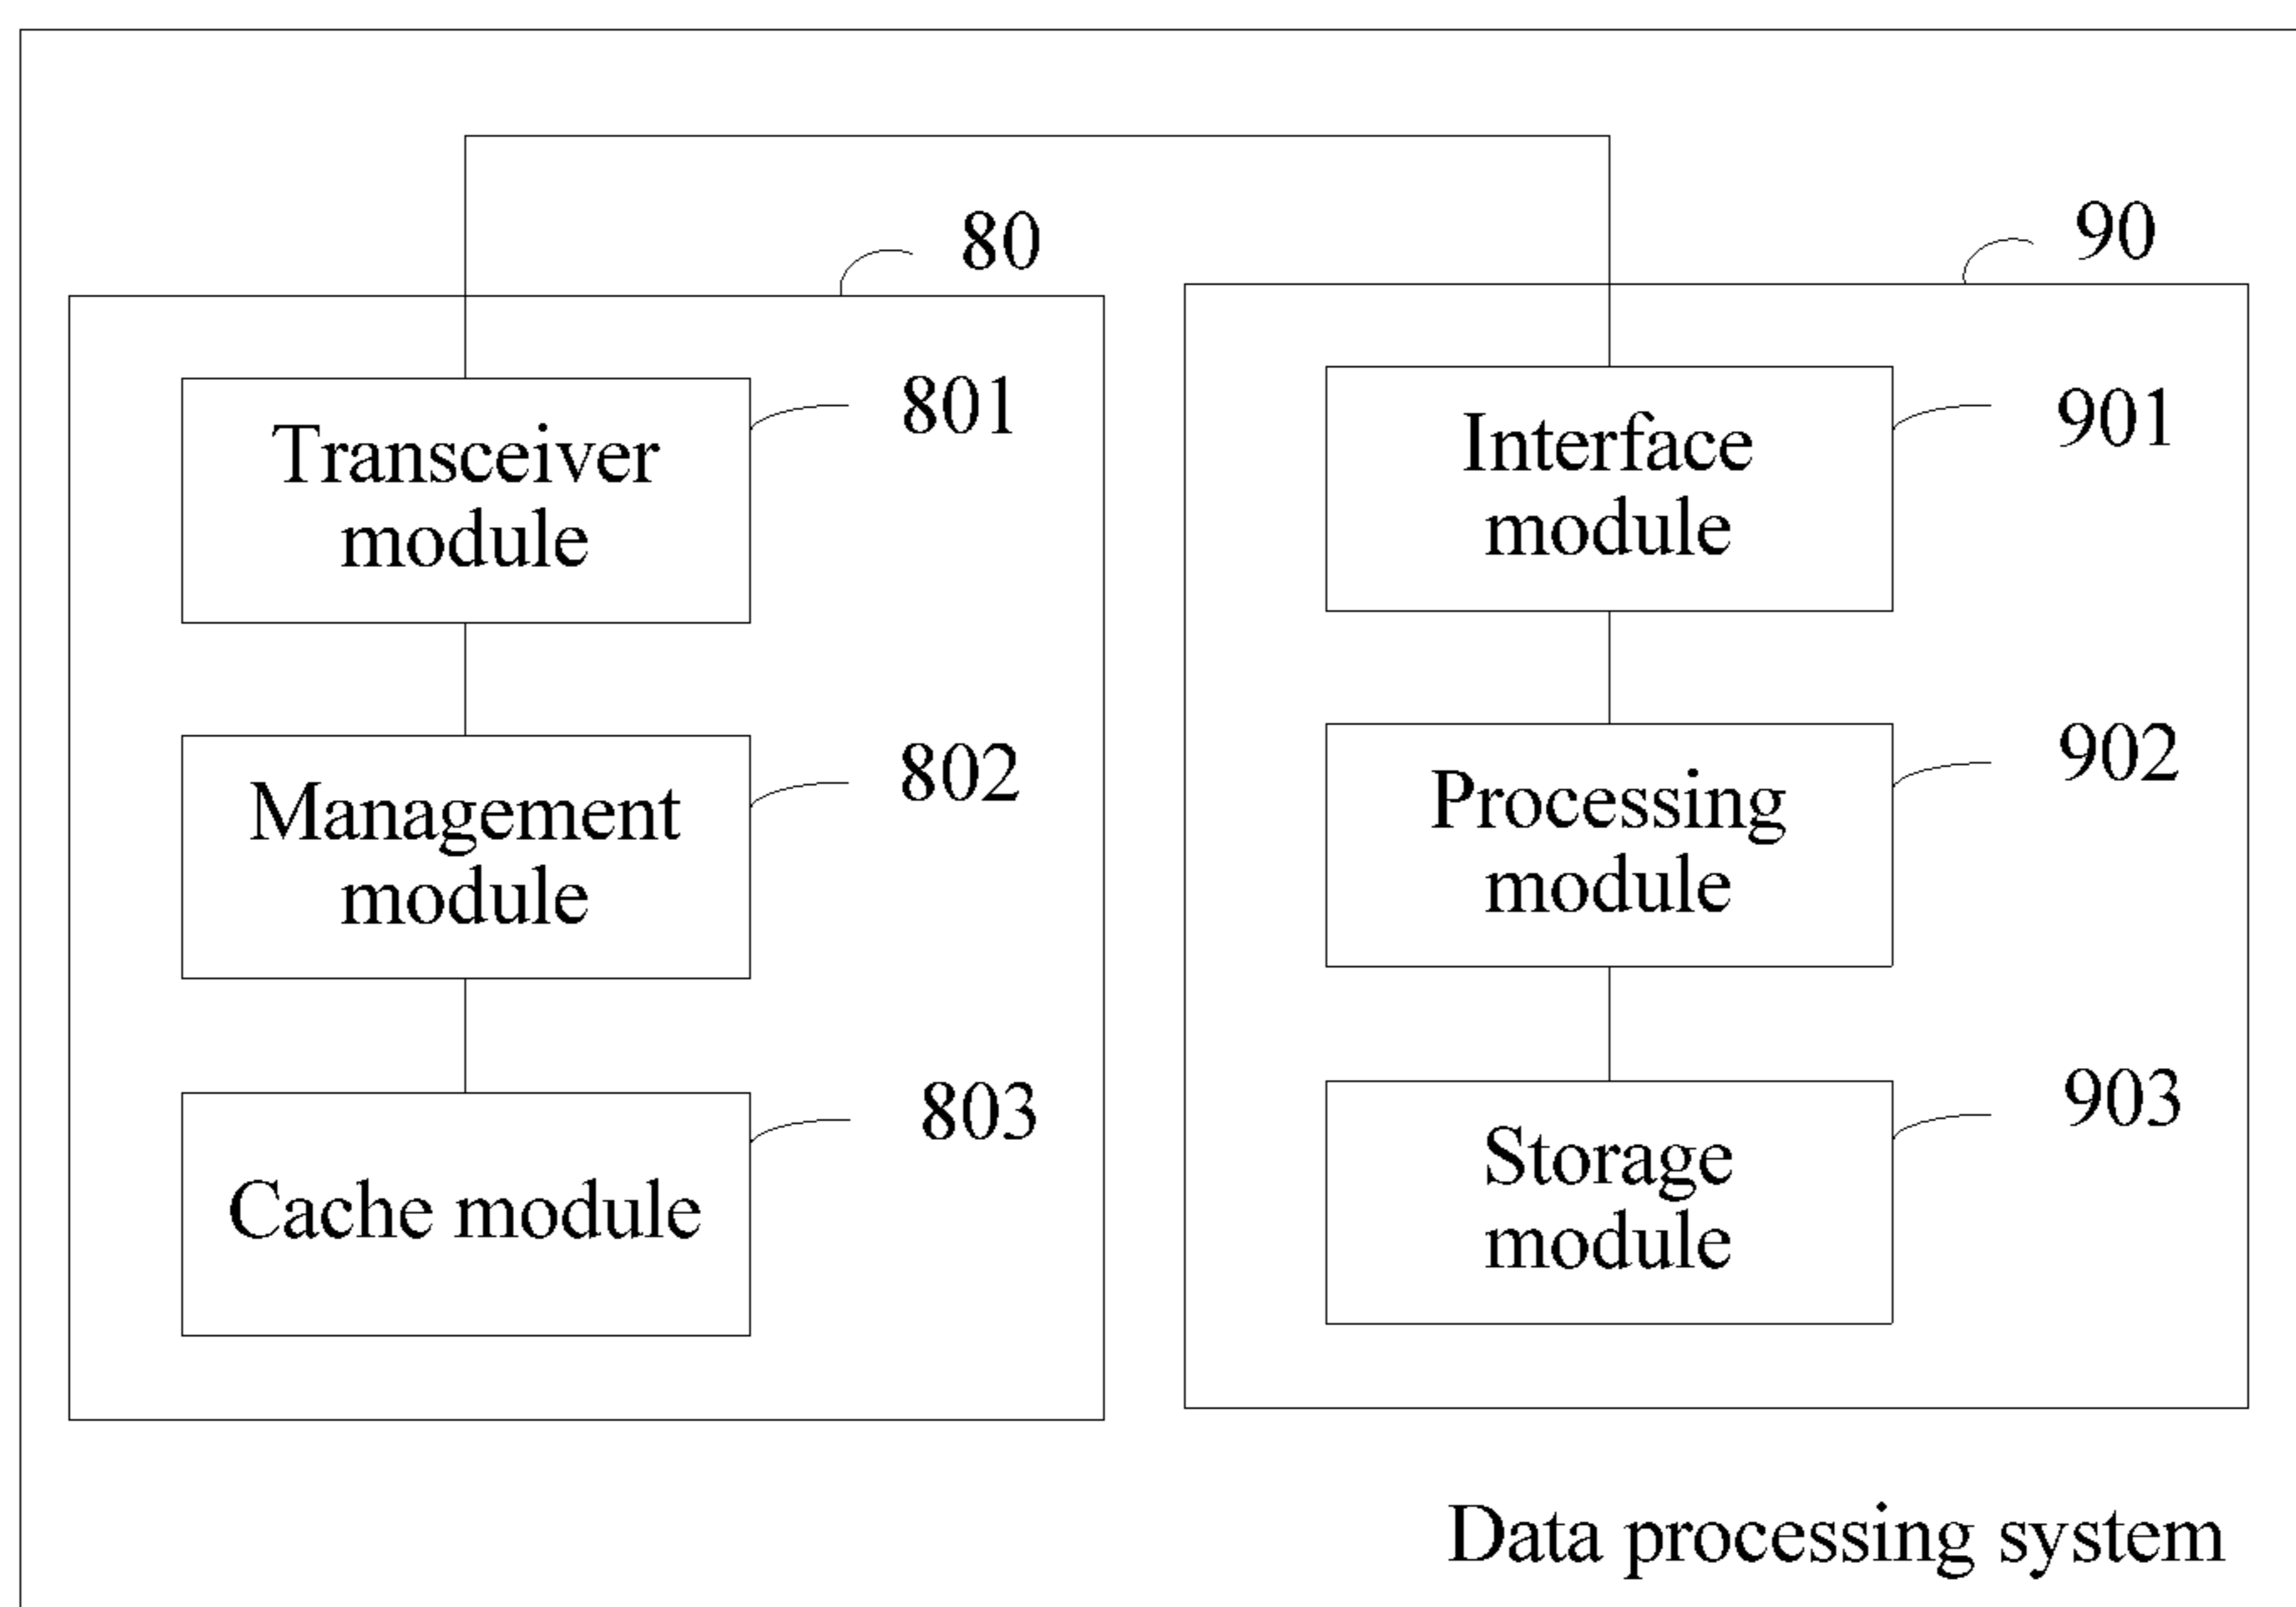 80
90
Transceiver
module
801
Management
module
802
Cache module
803
Interface
module
901
Processing
module
902
Storage
module
903
Data processing system